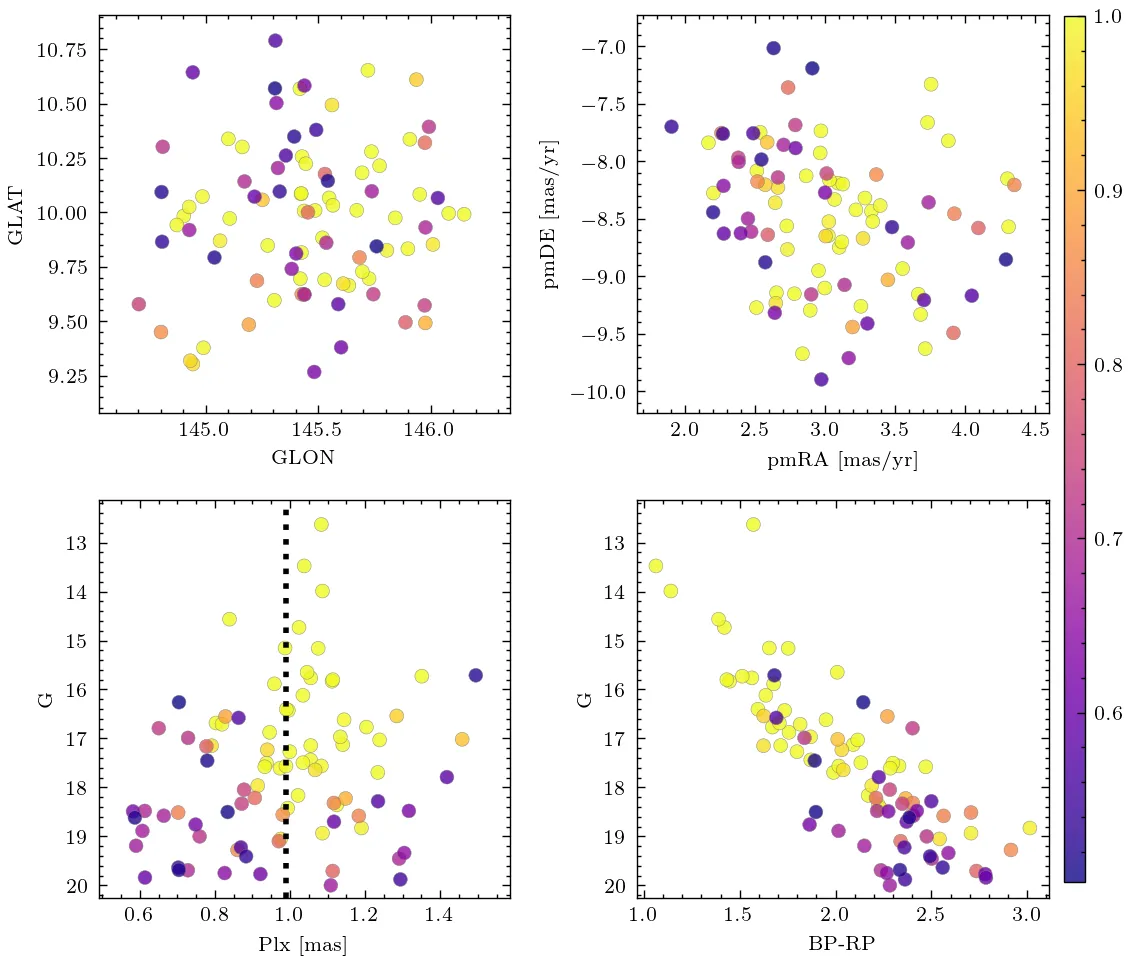 10.75
10.50
10.25
10.00
9.75
9.50
9.25
GLAT
145.0 145.5 146.0
GLON
−7.0
−7.5
−8.0
−8.5
−9.0
−9.5
−10.0
pmDE [mas/yr]
2.0 2.5 3.0 3.5 4.0 4.5
pmRA [mas/yr]
13
14
15
16
17
18
19
20
G
0.6 0.8 1.0 1.2 1.4
Plx [mas]
13
14
15
16
17
18
19
20
G
1.0 1.5 2.0 2.5 3.0
BP-RP
1.0
0.9
0.8
0.7
0.6